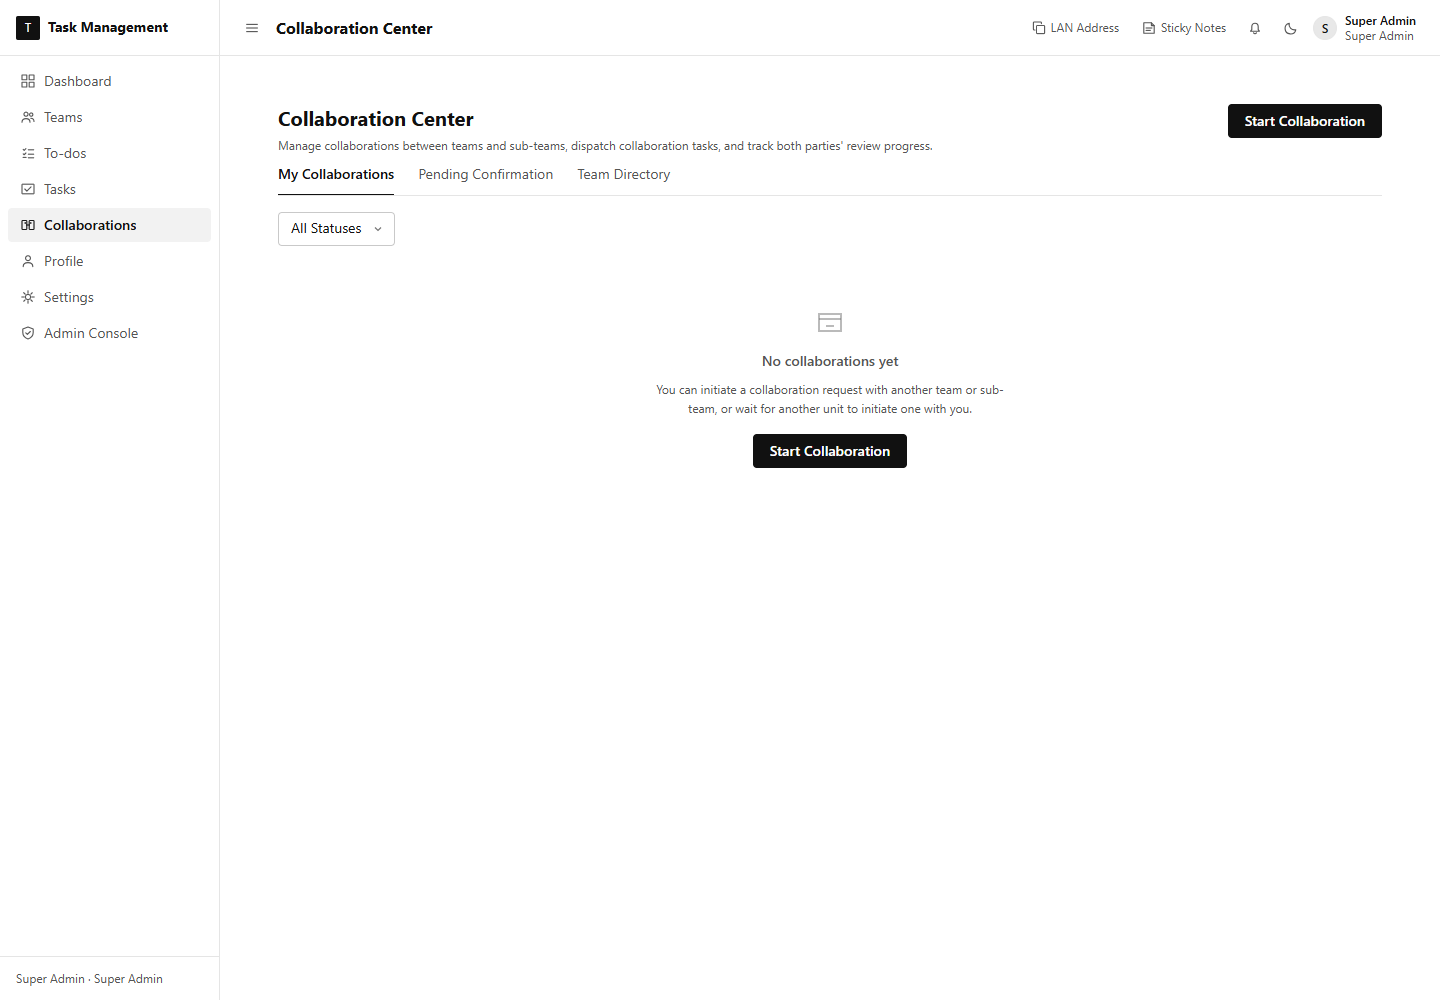 T Task Management
Collaboration Center
LAN Address
Sticky Notes
S
Super Admin
Super Admin
Dashboard
Teams
To-dos
Tasks
Collaborations
Profile
Settings
Admin Console
Collaboration Center
Start Collaboration
Manage collaborations between teams and sub-teams, dispatch collaboration tasks, and track both parties' review progress.
My Collaborations
Pending Confirmation
Team Directory
All Statuses
No collaborations yet
You can initiate a collaboration request with another team or sub-
team, or wait for another unit to initiate one with you.
Start Collaboration
Super Admin · Super Admin